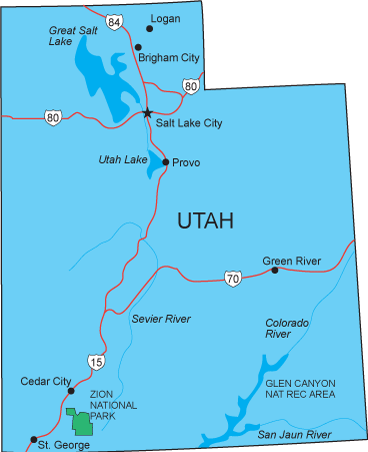 84
Logan
Great Salt
Lake
Brigham City
80
80
Salt Lake City
Utah Lake
Provo
UTAH
Green River
70
Sevier River
Colorado
River
15
Cedar City
GLEN CANYON
NAT REC AREA
ZION
NATIONAL
PARK
San Jaun River
St. George